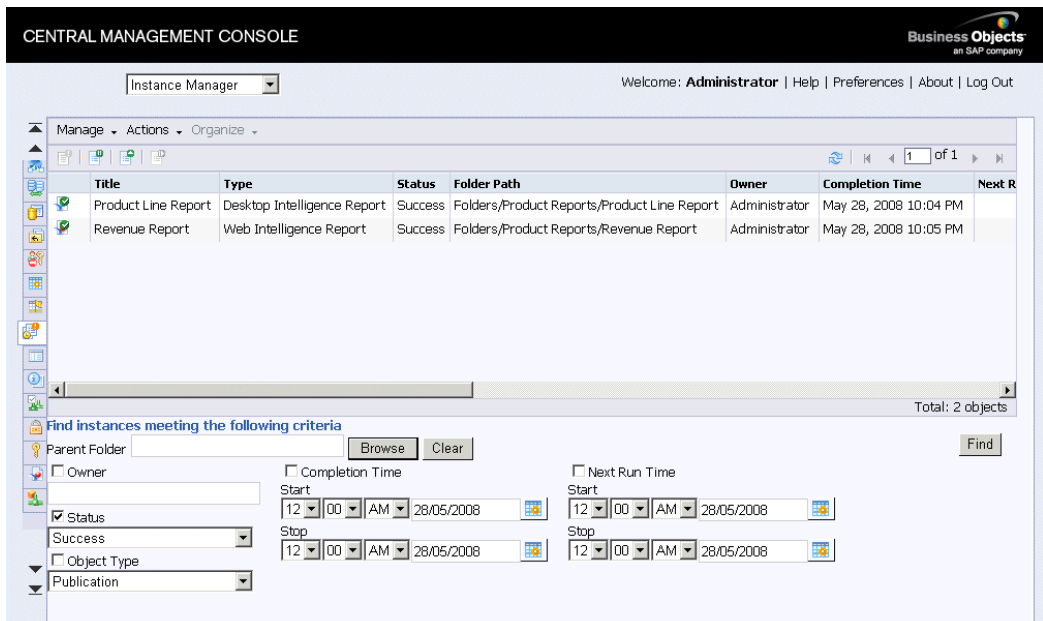 CENTRAL MANAGEMENT CONSOLE
Business Objects
an SAP company
Instance Manager
Welcome: Administrator | Help | Preferences | About | Log Out
Manage Actions Organize
1 of 1
Title Type Status Folder Path Owner Completion Time Next R
Product Line Report Desktop Intelligence Report Success Folders/Product Reports/Product Line Report Administrator May 28, 2008 10:04 PM
Revenue Report Web Intelligence Report Success Folders/Product Reports/Revenue Report Administrator May 28, 2008 10:05 PM
Total: 2 objects
Find instances meeting the following criteria
Parent Folder Browse Clear Find
Owner Completion Time Next Run Time
Start Start
12 00 AM 28/05/2008 12 00 AM 28/05/2008
Status
Stop Stop
Success 12 00 AM 28/05/2008 12 00 AM 28/05/2008
Object Type
Publication